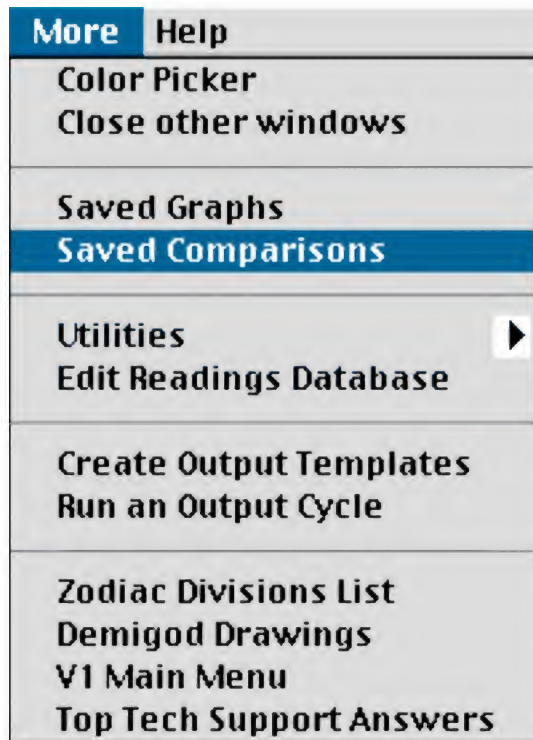 More Help
Color Picker
Close other windows
Saved Graphs
Saved Comparisons
Utilities
Edit Readings Database
Create Output Templates
Run an Output Cycle
Zodiac Divisions List
Demigod Drawings
V1 Main Menu
Top Tech Support Answers